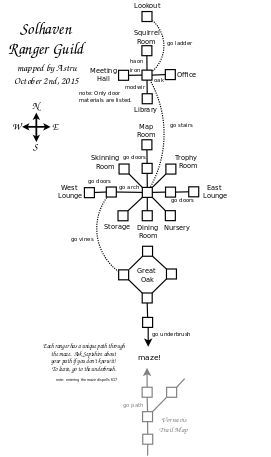 Solhaven
Ranger Guild
mapped by Astru
October 2nd, 2015
N
W
E
S
Lookout
go ladder
Squirrel
Room
haon
Meeting
Hall
iron
oak
Office
modwir
note: Only door
materials are listed.
Library
go stairs
Map
Room
Skinning
Room
go doors
Trophy
Room
go doors
West
Lounge
go arch
East
Lounge
go doors
Storage
Dining
Room
Nursery
go vines
Great
Oak
go underbrush
maze!
Each ranger has a unique path through
the maze. Ask Sepithire about
your path if you don't know it!
To leave, go to the underbrush.
note: entering the maze dispells 617
go path
Vornavis
Trail Map